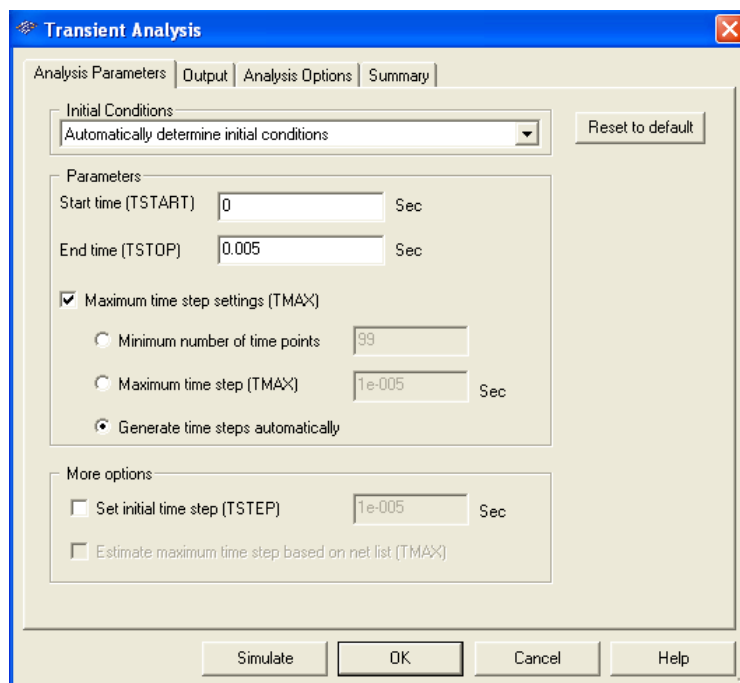 Transient Analysis
Analysis Parameters Output Analysis Options Summary
Initial Conditions
Automatically determine initial conditions
Reset to default
Parameters
Start time (TSTART) 0 Sec
End time (TSTOP) 0.005 Sec
Maximum time step settings (TMAX)
Minimum number of time points 99
Maximum time step (TMAX) 1e-005 Sec
Generate time steps automatically
More options
Set initial time step (TSTEP) 1e-005 Sec
Estimate maximum time step based on net list (TMAX)
Simulate OK Cancel Help